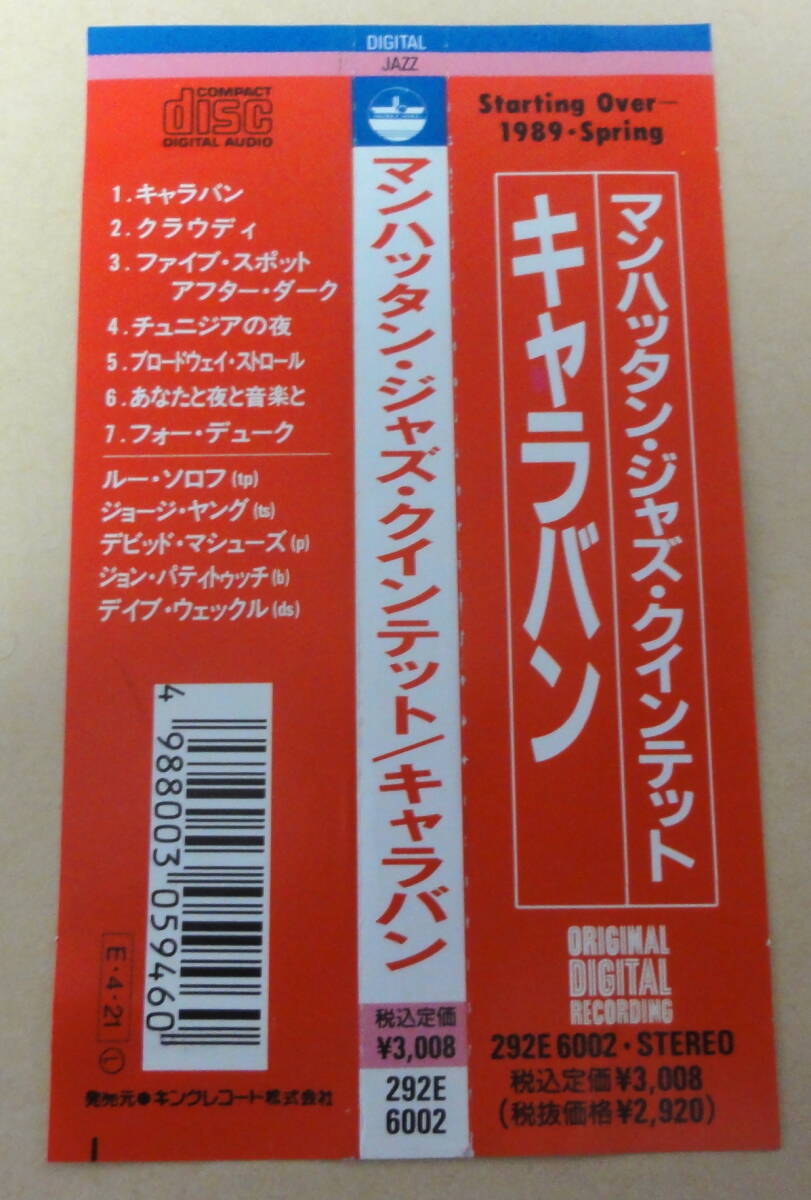 DIGITAL
JAZZ
COMPACT
disc
DIGITAL AUDIO
1.キャラバン
2.クラウディ
3.ファイブ・スポット
アフター・ダーク
4.チュニジアの夜
5.ブロードウェイ・ストロール
6.あなたと夜と音楽と
7.フォー・デューク
ルー・ソロフ(tp)
ジョージ・ヤング(ts)
デビッド・マシューズ(p)
ジョン・パティトゥッチ(b)
デイブ・ウェックル(ds)
4 988003 059460
E・4・21
L
発売元●キングレコード株式会社
マンハッタン・ジャズ・クインテット/キャラバン
税込定価
¥3,008
292E
6002
Starting Over—
1989・Spring
マンハッタン・ジャズ・クインテット
キャラバン
ORIGINAL
DIGITAL
RECORDING
292E 6002・STEREO
税込定価¥3,008
(税抜価格¥2,920)